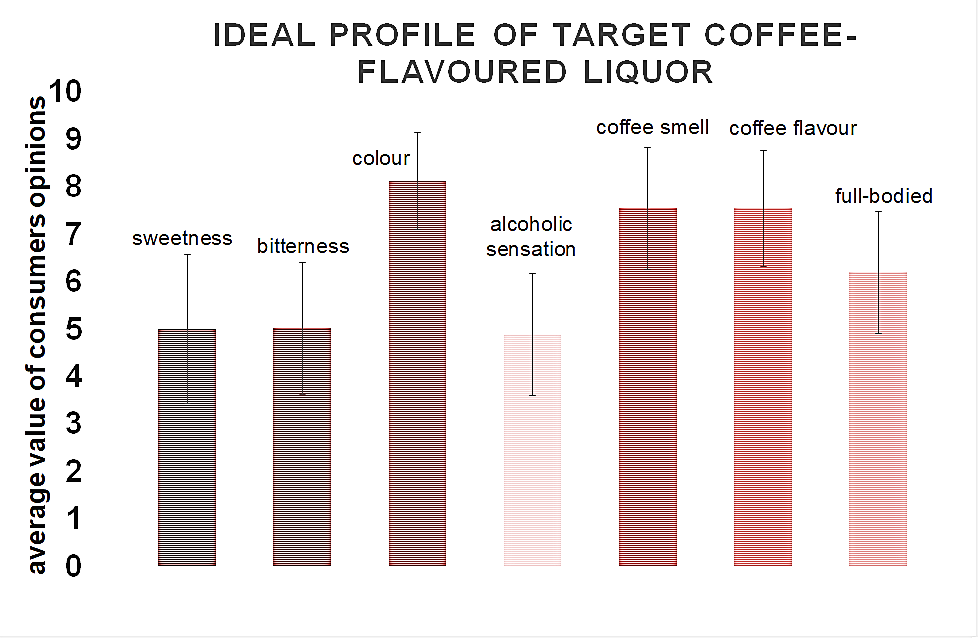 IDEAL PROFILE OF TARGET COFFEE-
FLAVOURED LIQUOR
average value of consumers opinions
10
9
8
7
6
5
4
3
2
1
0
sweetness
bitterness
colour
alcoholic
sensation
coffee smell
coffee flavour
full-bodied